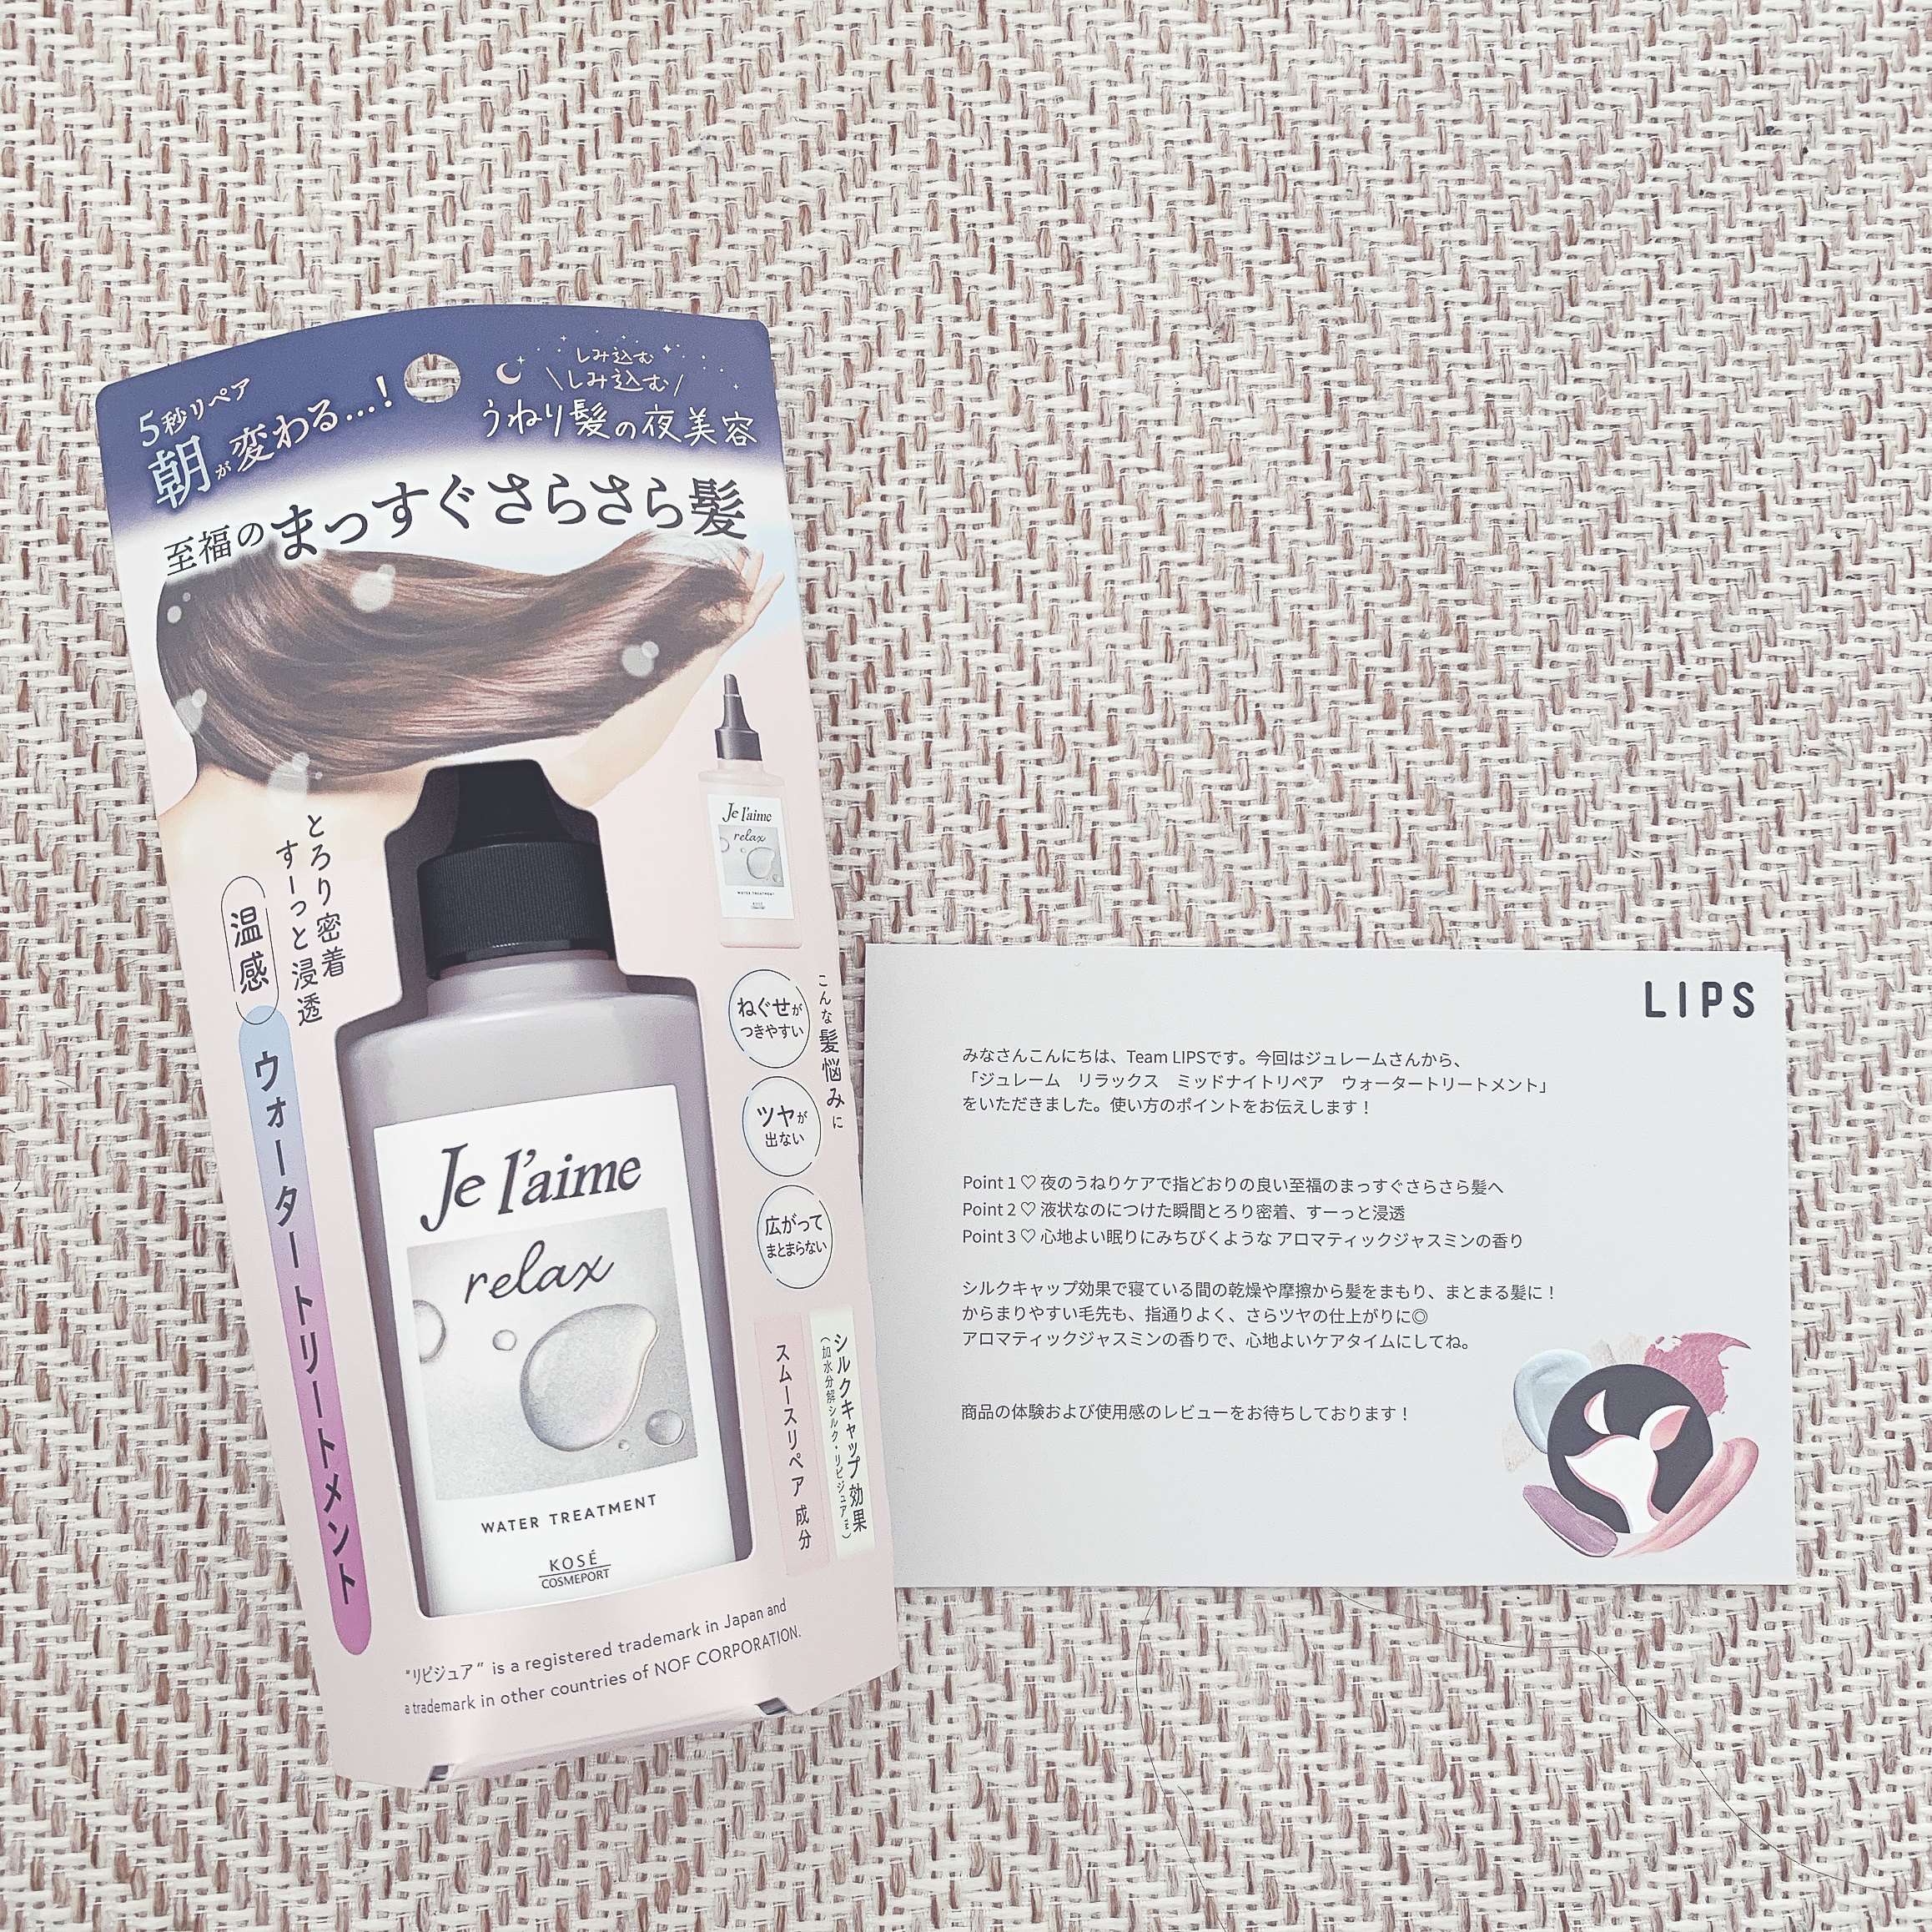 5秒リペア
朝が変わる…!
しみ込む
\しみ込む/
うねり髪の夜美容
至福のまっすぐさらさら髪
とろり密着
すーっと浸透
温感
ウォータートリートメント
Je l'aime
relax
WATER TREATMENT
KOSÉ
COSMEPORT
こんな髪悩みに
ねぐせが
つきやすい
ツヤが
出ない
広がって
まとまらない
シルクキャップ効果
(加水分解シルク・リピジュア™)
スムースリペア成分
Je l'aime
relax
WATER TREATMENT
KOSÉ
COSMEPORT
"リピジュア" is a registered trademark in Japan and
a trademark in other countries of NOF CORPORATION.
LIPS
みなさんこんにちは、Team LIPSです。今回はジュレームさんから、
「ジュレーム　リラックス　ミッドナイトリペア　ウォータートリートメント」
をいただきました。使い方のポイントをお伝えします！
Point 1♡ 夜のうねりケアで指どおりの良い至福のまっすぐさらさら髪へ
Point 2♡ 液状なのにつけた瞬間とろり密着、すーっと浸透
Point 3♡ 心地よい眠りにみちびくような アロマティックジャスミンの香り
シルクキャップ効果で寝ている間の乾燥や摩擦から髪をまもり、まとまる髪に！
からまりやすい毛先も、指通りよく、さらツヤの仕上がりに◎
アロマティックジャスミンの香りで、心地よいケアタイムにしてね。
商品の体験および使用感のレビューをお待ちしております！